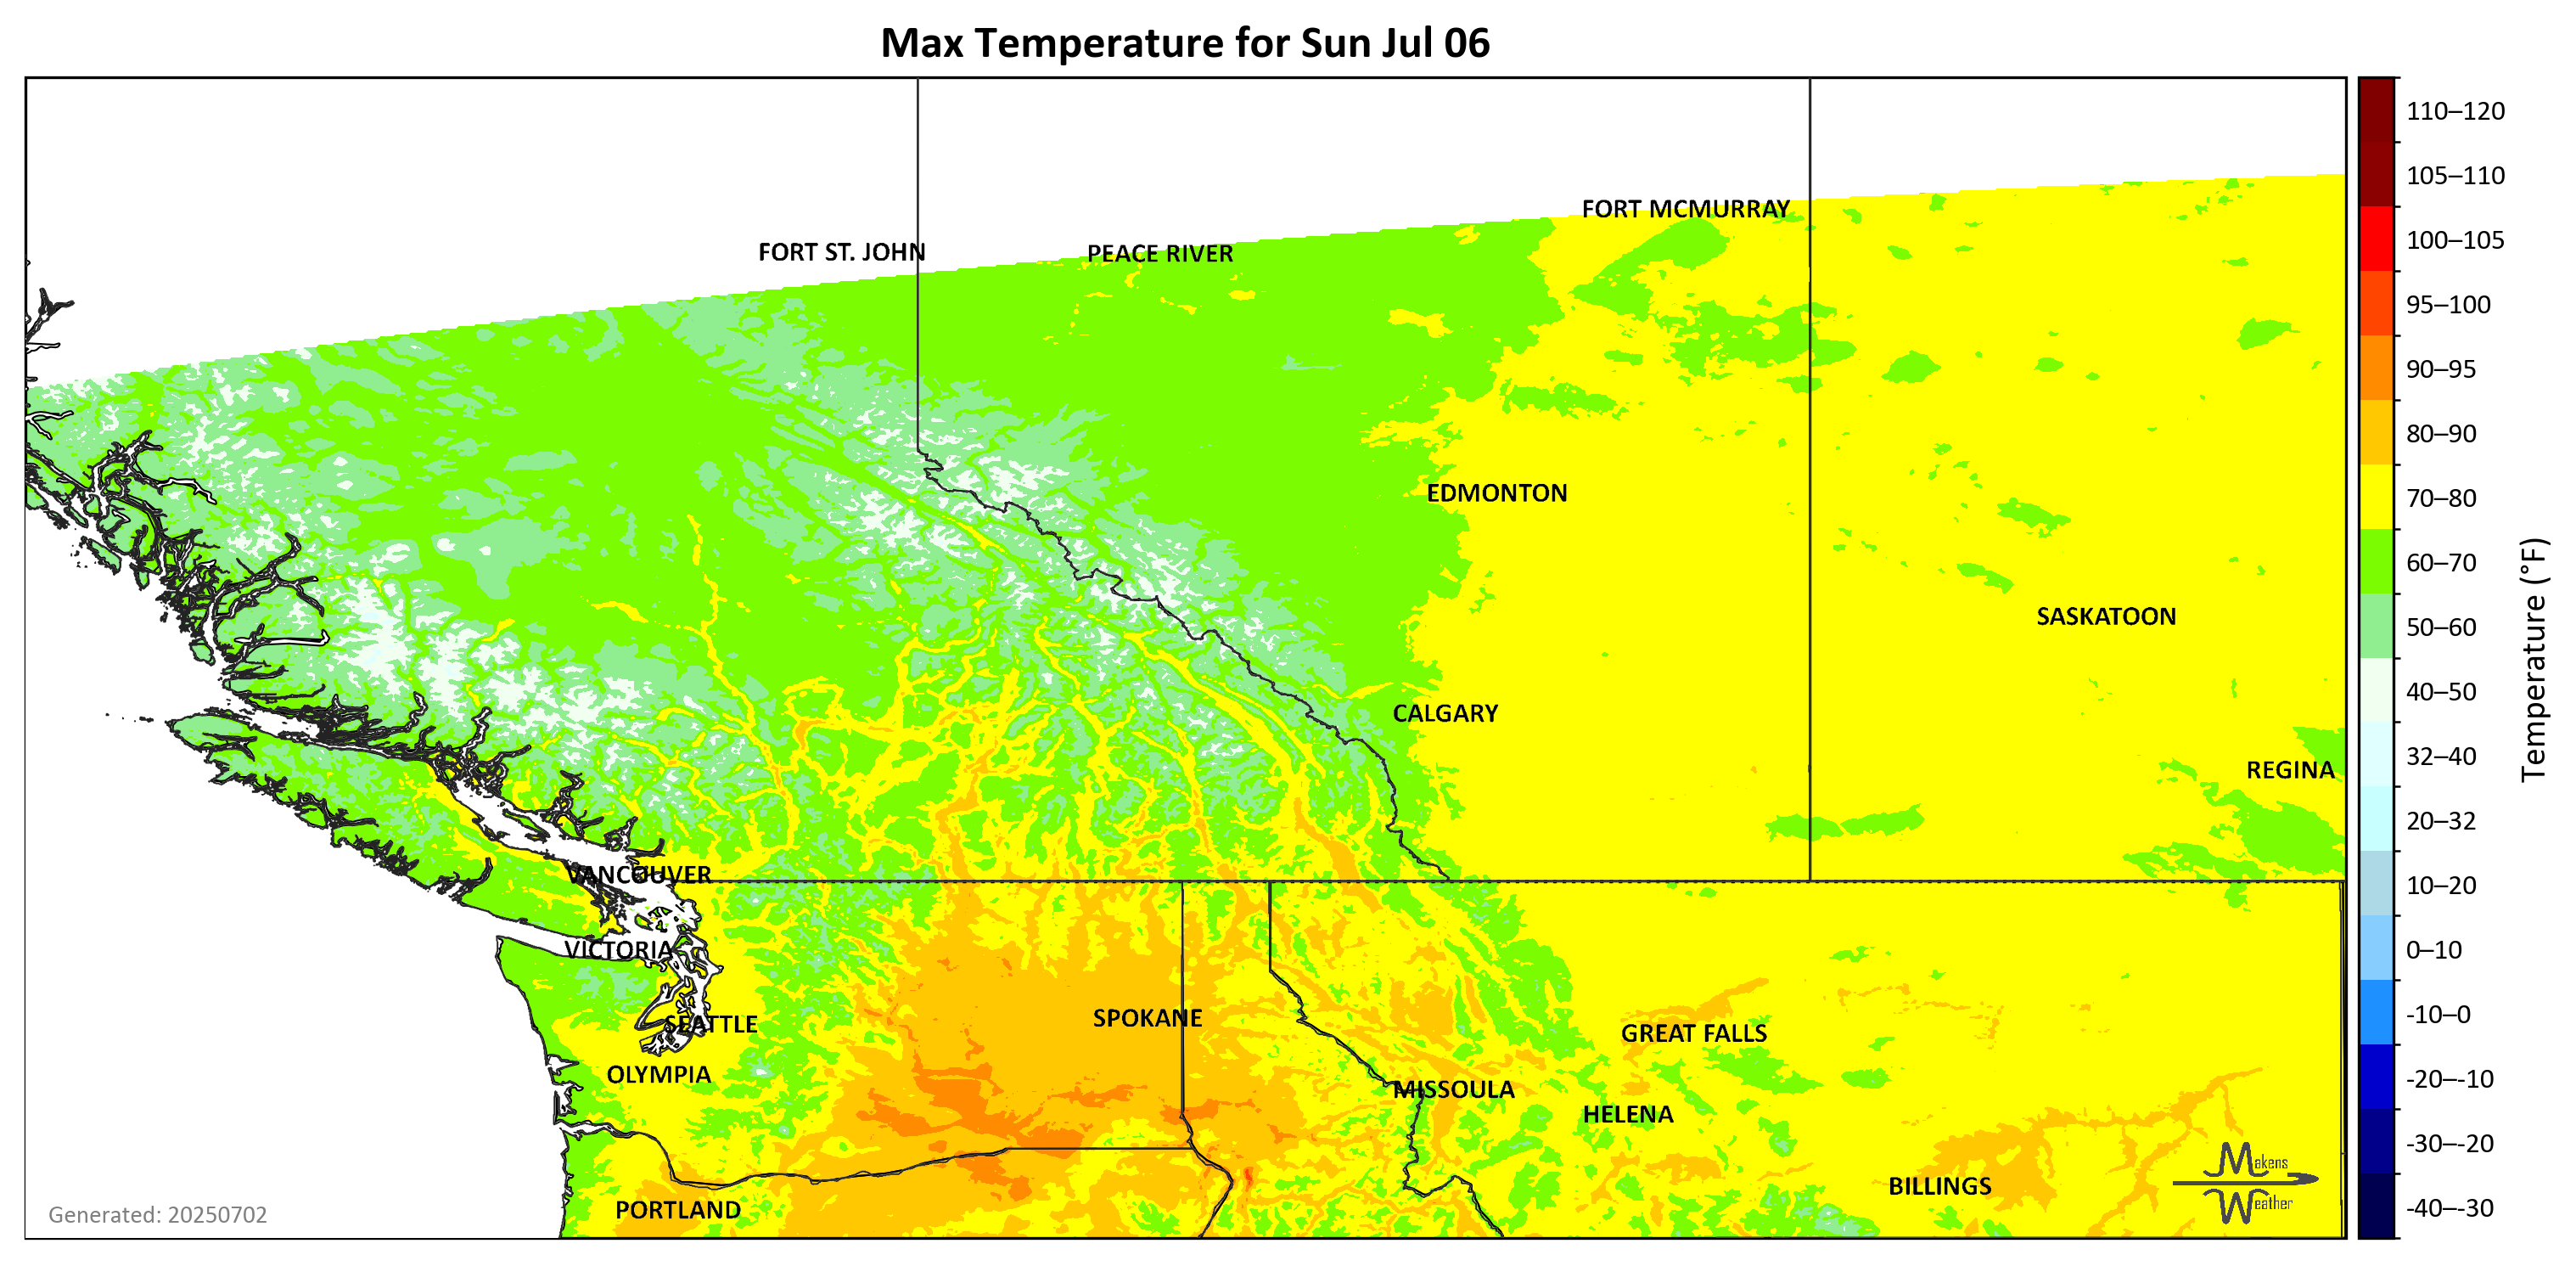 Max Temperature for Sun Jul 06
110–120
105–110
FORT MCMURRAY
100–105
FORT ST. JOHN
PEACE RIVER
95–100
90–95
80–90
EDMONTON
70–80
60–70
SASKATOON
50–60
Temperature (°F)
40–50
CALGARY
32–40
REGINA
20–32
VANCOUVER
10–20
VICTORIA
0–10
SEATTLE
SPOKANE
-10–0
GREAT FALLS
OLYMPIA
-20–-10
MISSOULA
HELENA
-30–-20
Makens
Weather
BILLINGS
PORTLAND
-40–-30
Generated: 20250702